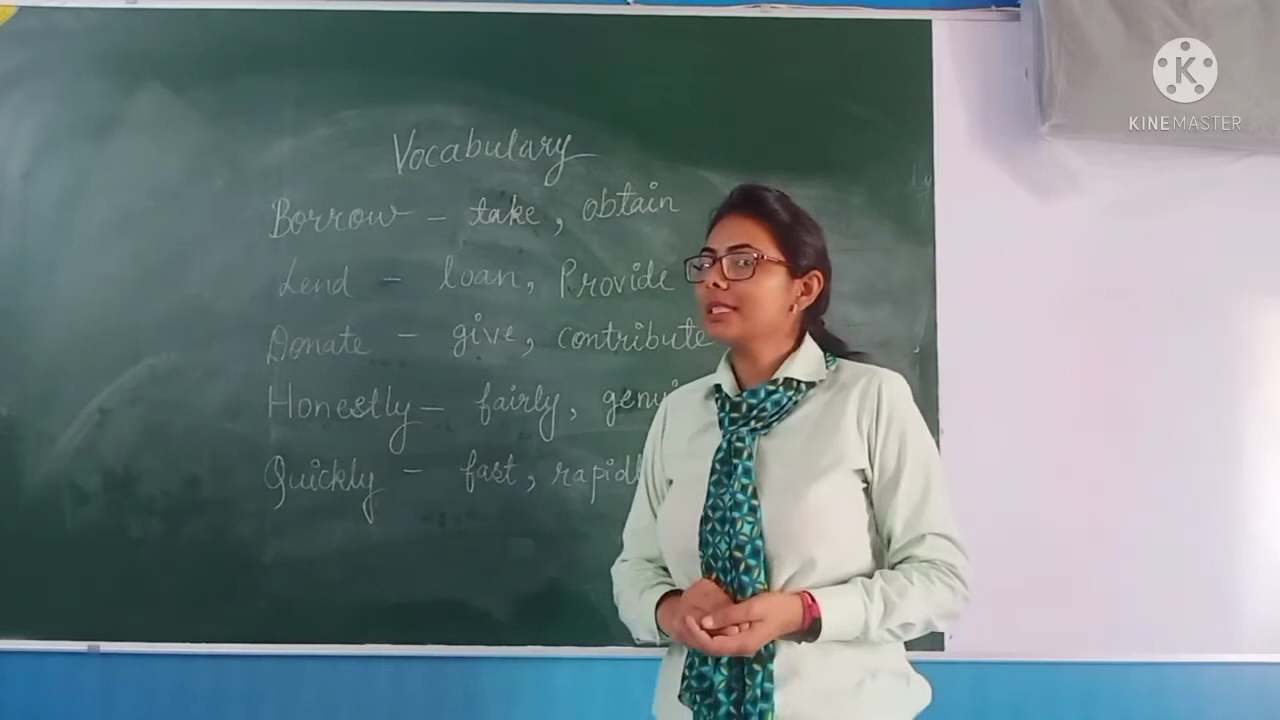 KINEMASTER
Vocabulary
Borrow - take, obtain
Lend - loan, Provide
Donate - give, contribute
Honestly - fairly,
Quickly - fast,